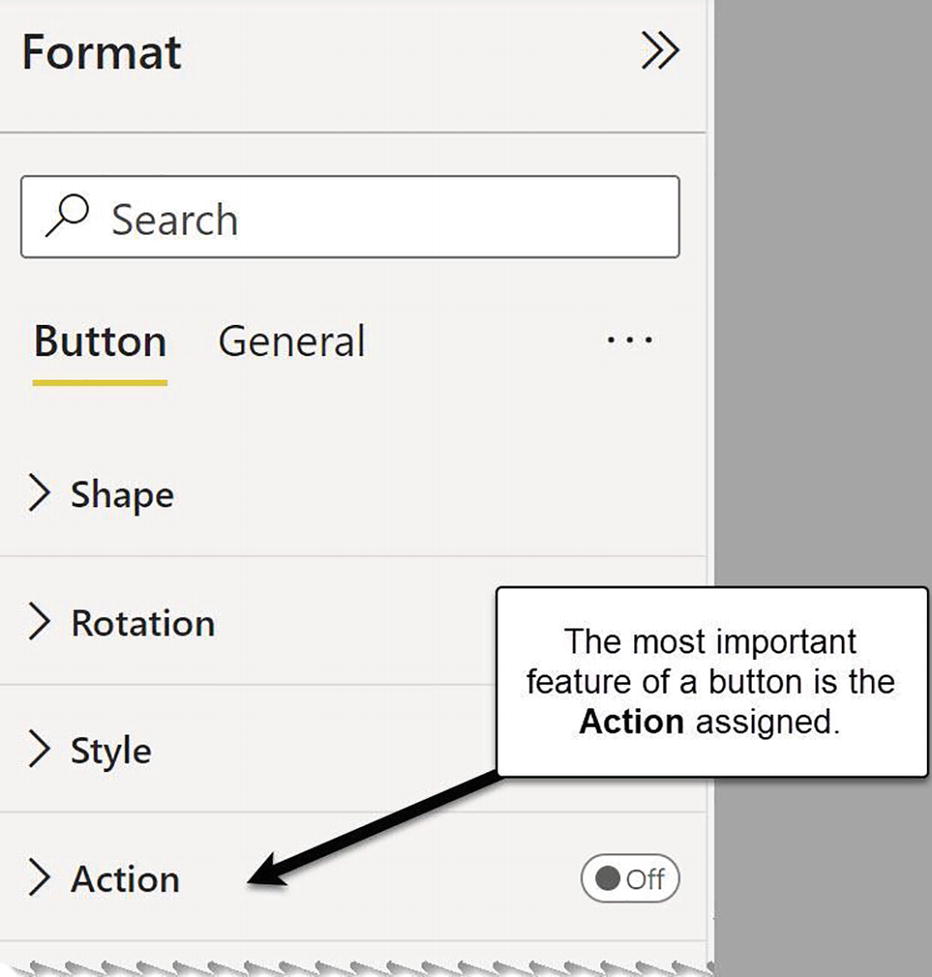 Format
Search
Button General ...
Shape
Rotation
The most important
feature of a button is the
Action assigned.
Style
Action Off